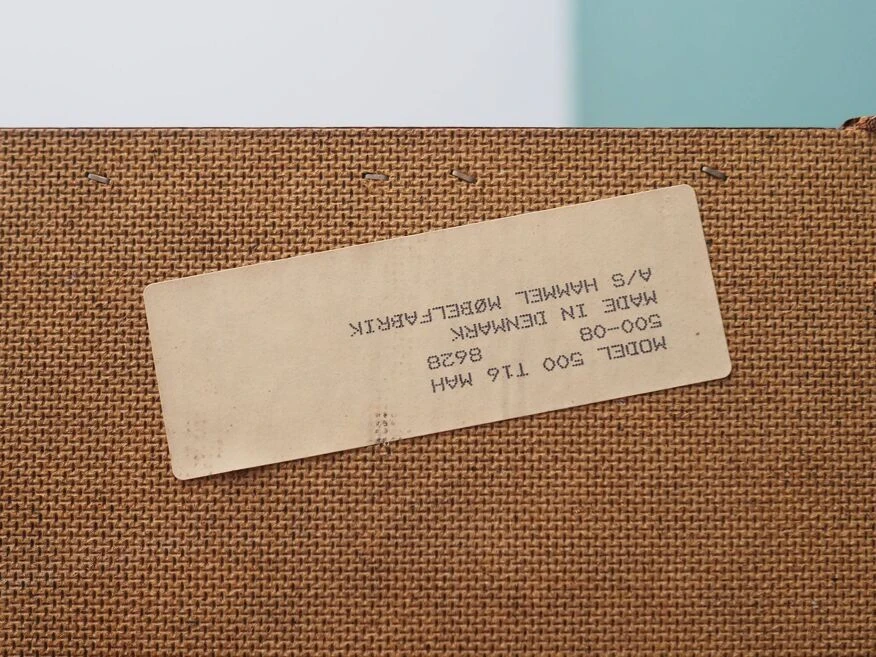 MODEL 500 T16 MAH
500-08 8628
MADE IN DENMARK
A/S HAMMEL MØBELFABRIK